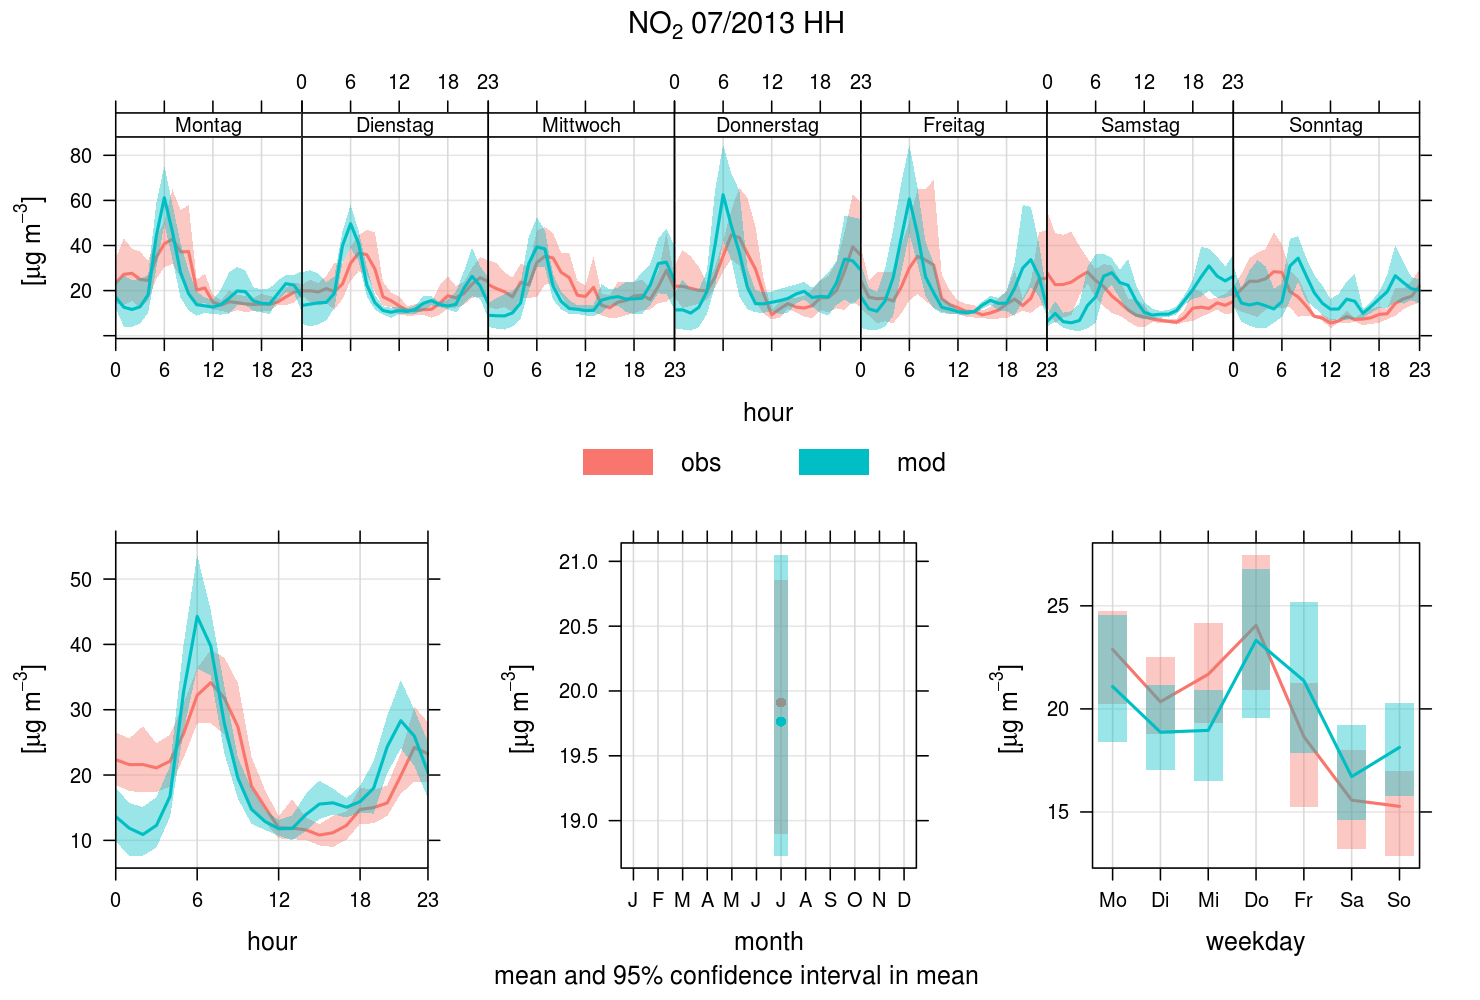 NO₂ 07/2013 HH
0 6 12 18 23 0 6 12 18 23 0 6 12 18 23
Montag Dienstag Mittwoch Donnerstag Freitag Samstag Sonntag
80
60
40
20
[µg m⁻³]
0 6 12 18 23 0 6 12 18 23 0 6 12 18 23 0 6 12 18 23
hour
obs mod
50
40
30
20
10
[µg m⁻³]
0 6 12 18 23
hour
21.0
20.5
20.0
19.5
19.0
[µg m⁻³]
J F M A M J J A S O N D
month
25
20
15
[µg m⁻³]
Mo Di Mi Do Fr Sa So
weekday
mean and 95% confidence interval in mean